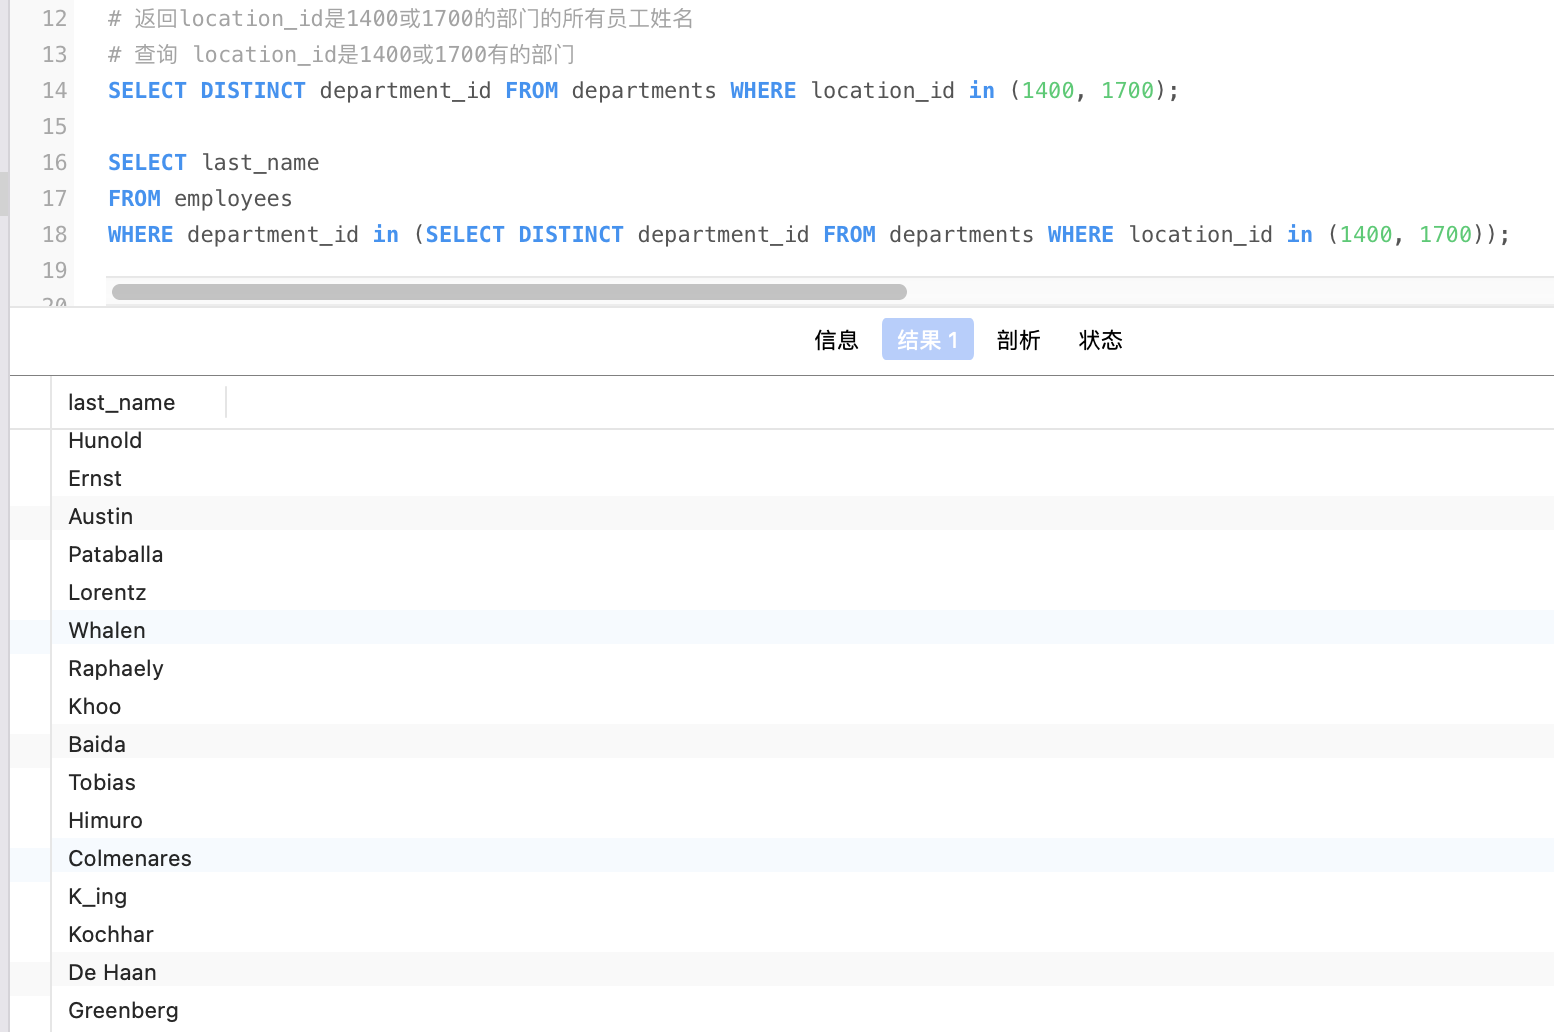 12 # 返回location_id是1400或1700的部门的所有员工姓名
13 # 查询 location_id是1400或1700有的部门
14 SELECT DISTINCT department_id FROM departments WHERE location_id in (1400, 1700);
15
16 SELECT last_name
17 FROM employees
18 WHERE department_id in (SELECT DISTINCT department_id FROM departments WHERE location_id in (1400, 1700));
19
20
信息 结果 1 剖析 状态
last_name
Hunold
Ernst
Austin
Pataballa
Lorentz
Whalen
Raphaely
Khoo
Baida
Tobias
Himuro
Colmenares
K_ing
Kochhar
De Haan
Greenberg